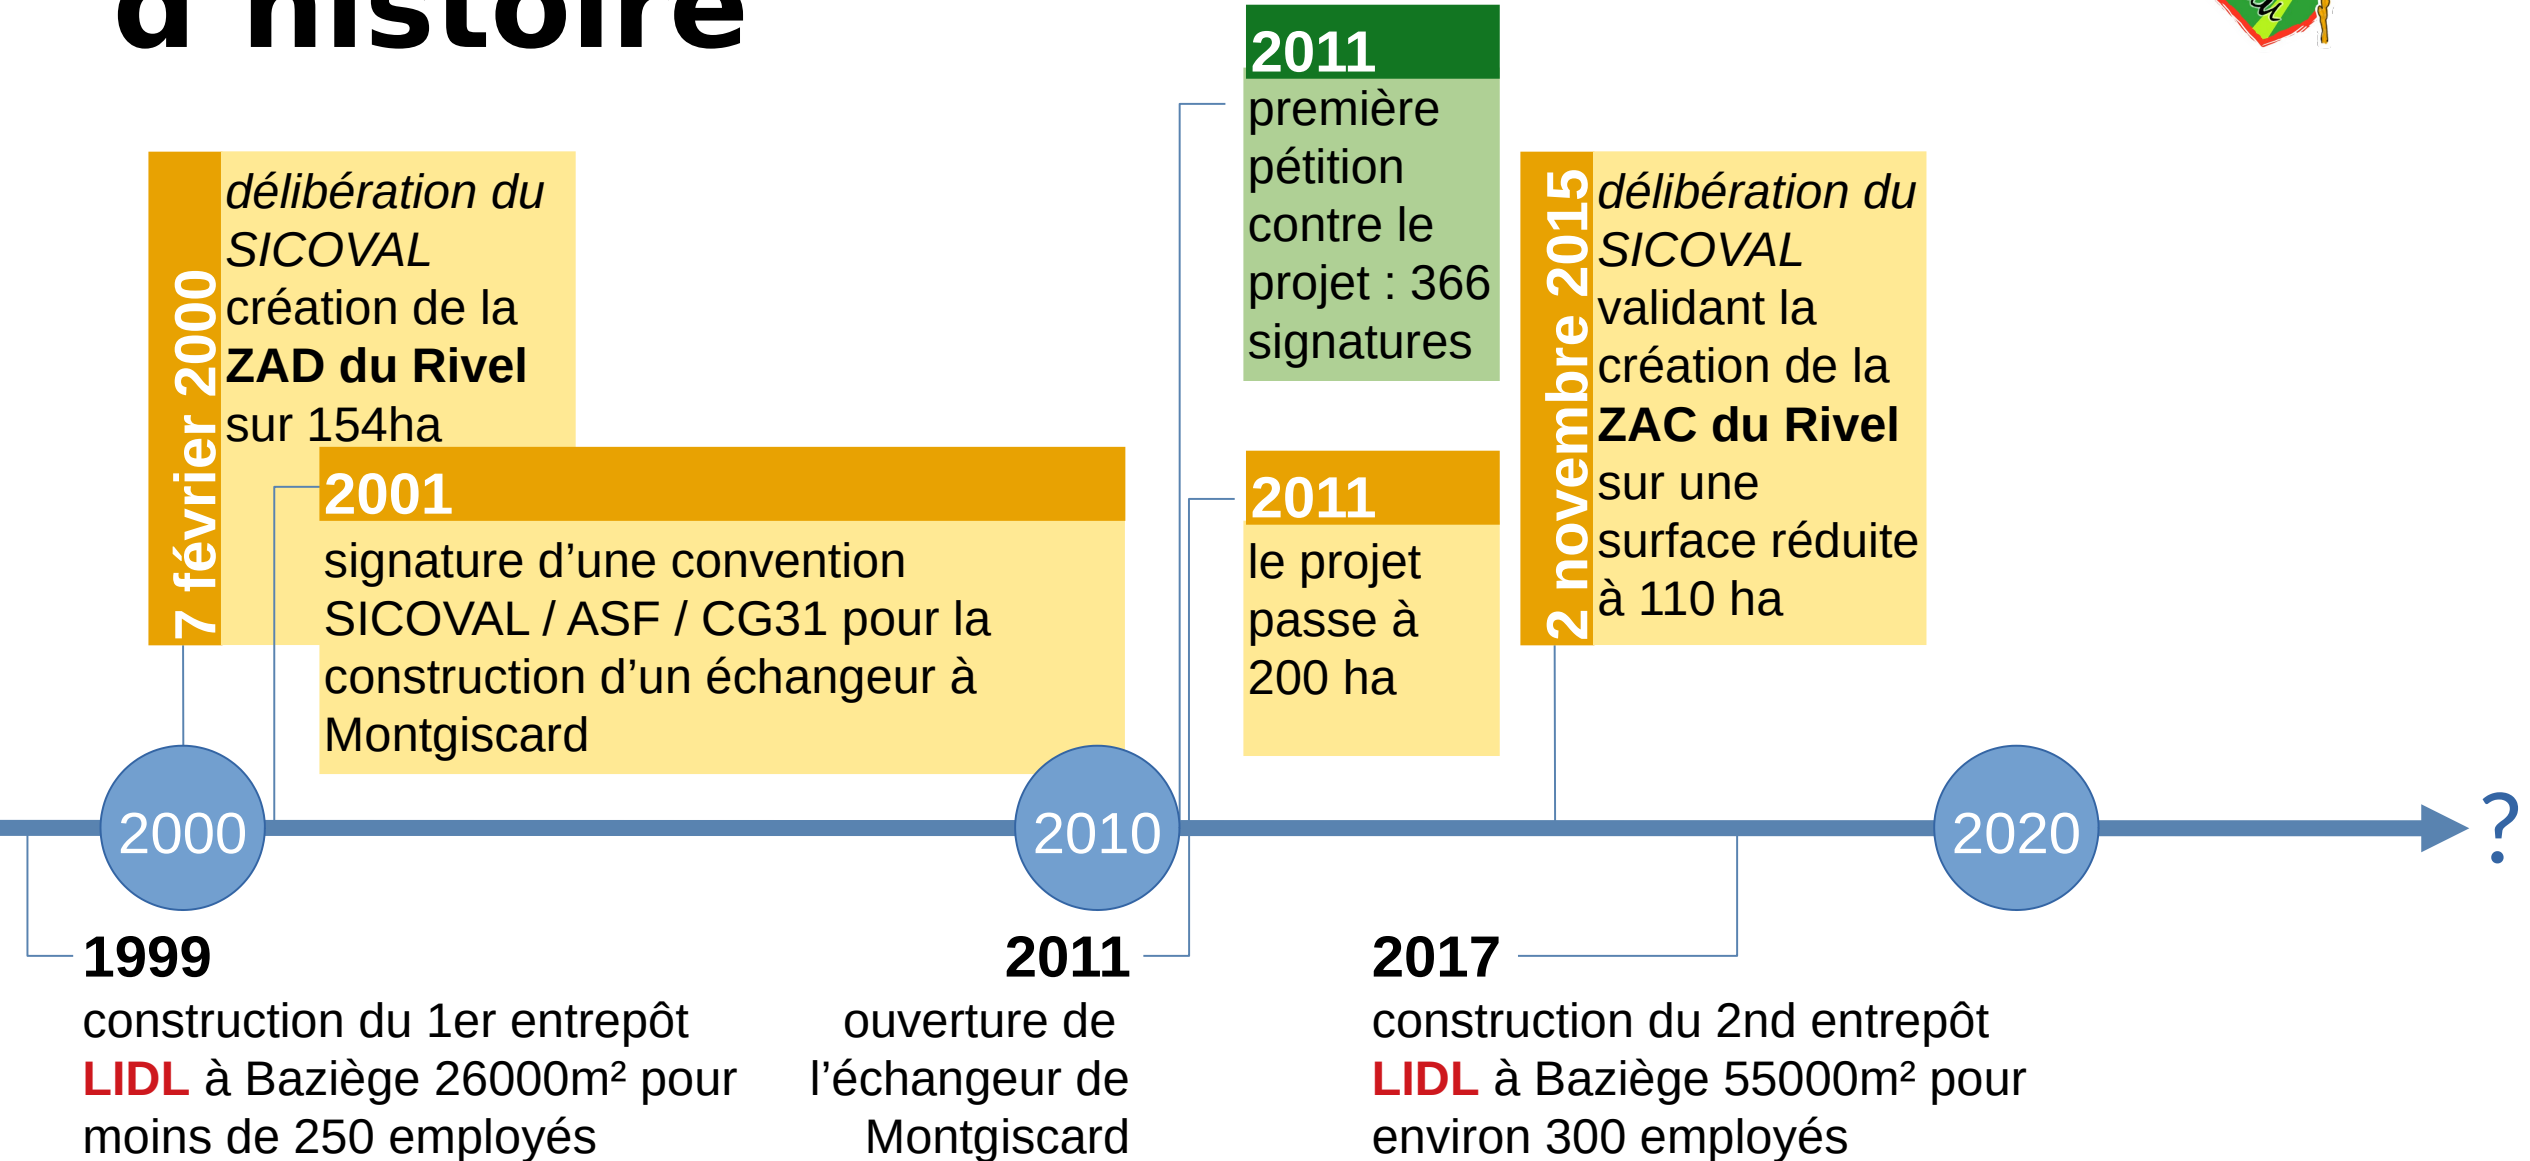 d'histoire
2011
première
pétition
contre le
projet : 366
signatures
7 février 2000
délibération du
SICOVAL
création de la
ZAD du Rivel
sur 154ha
2001
signature d’une convention
SICOVAL / ASF / CG31 pour la
construction d’un échangeur à
Montgiscard
2011
le projet
passe à
200 ha
2 novembre 2015
délibération du
SICOVAL
validant la
création de la
ZAC du Rivel
sur une
surface réduite
à 110 ha
2000
2010
2020
?
1999
construction du 1er entrepôt
LIDL à Baziège 26000m² pour
moins de 250 employés
2011
ouverture de
l’échangeur de
Montgiscard
2017
construction du 2nd entrepôt
LIDL à Baziège 55000m² pour
environ 300 employés